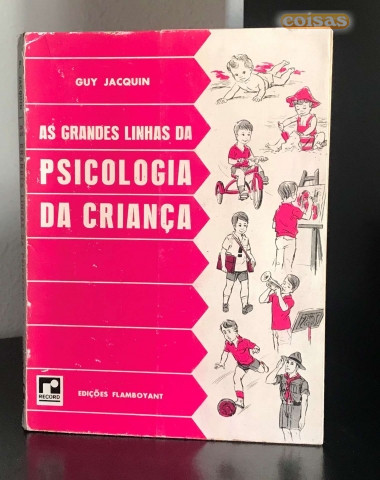 coisas
GUY JACQUIN
AS GRANDES LINHAS DA
PSICOLOGIA
DA CRIANÇA
r
RECORD
EDIÇÕES FLAMBOYANT